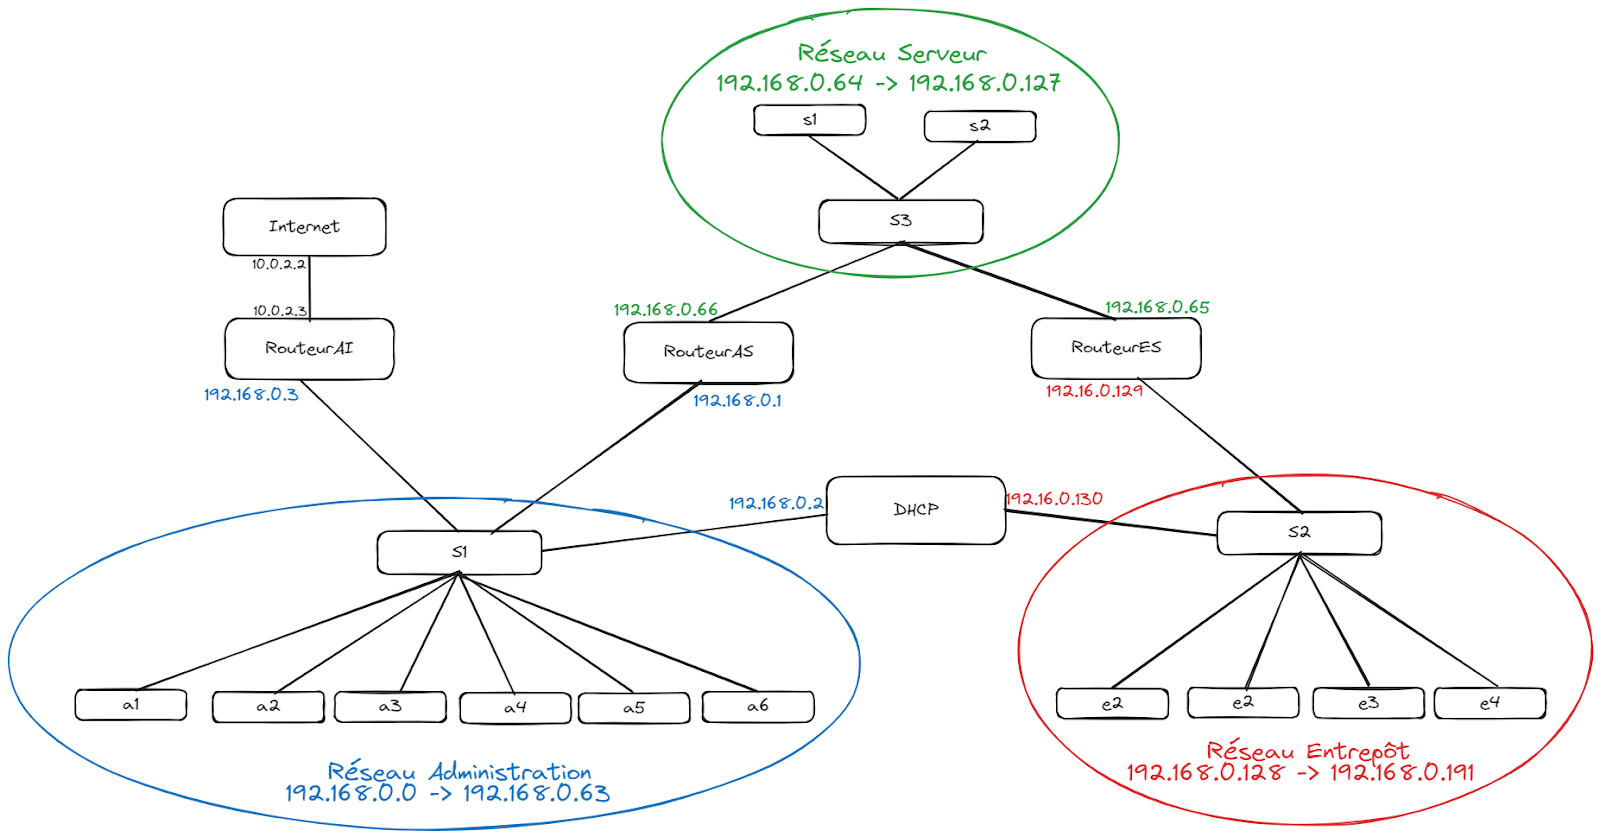 Réseau Serveur
192.168.0.64 -> 192.168.0.127
s1
s2
S3
Internet
10.0.2.2
10.0.2.3
RouteurAI
192.168.0.3
192.168.0.66
RouteurAS
192.168.0.1
192.168.0.65
RouteurES
192.16.0.129
192.168.0.2
DHCP
192.16.0.130
S1
S2
a1
a2
a3
a4
a5
a6
e2
e2
e3
e4
Réseau Administration
192.168.0.0 -> 192.168.0.63
Réseau Entrepôt
192.168.0.128 -> 192.168.0.191